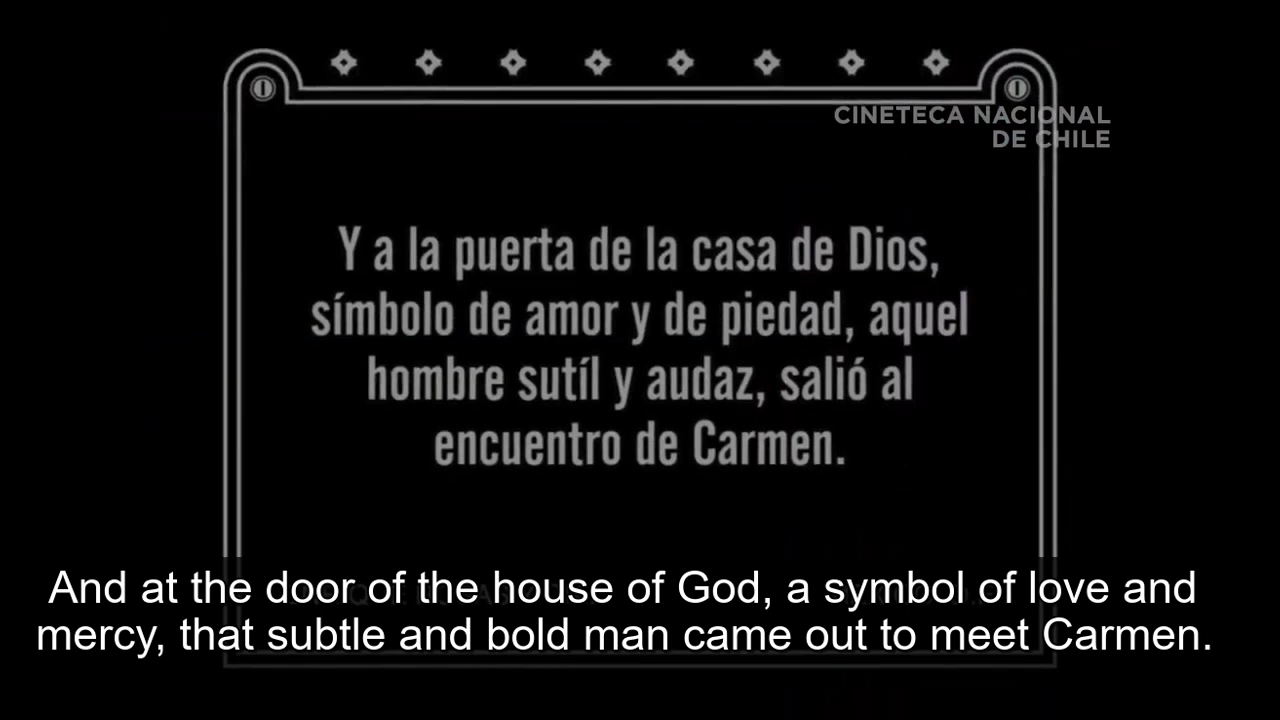 CINETECA NACIONAL
DE CHILE
Y a la puerta de la casa de Dios,
símbolo de amor y de piedad, aquel
hombre sutíl y audaz, salió al
encuentro de Carmen.
And at the door of the house of God, a symbol of love and
mercy, that subtle and bold man came out to meet Carmen.